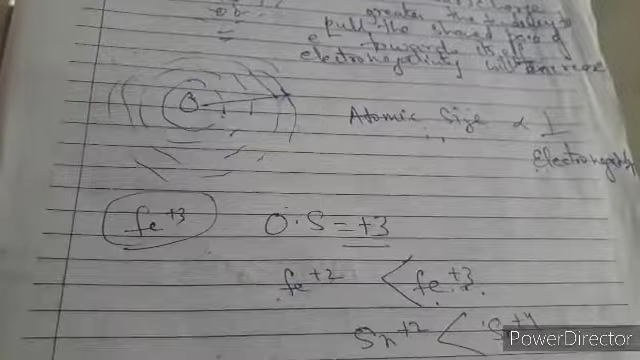 greater the tendency to
pull the shared pair of
e⁻ towards itself
electronegativity will increase
Atomic Size ∝ 1
Electronegativity
fe⁺³ O.S = +3
fe⁺² < fe⁺³
Sn⁺² < Sn⁺⁴
PowerDirector